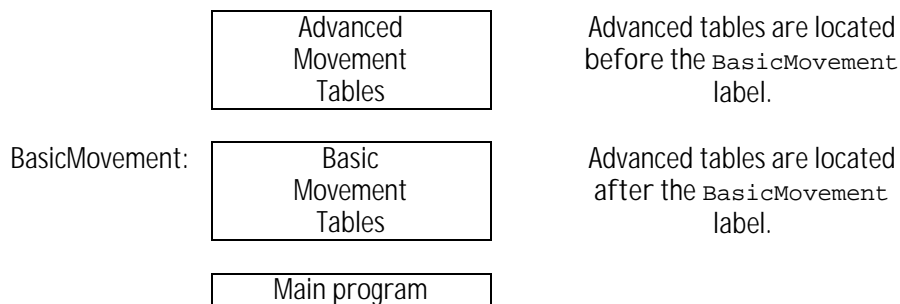 Advanced
Movement
Tables
Advanced tables are located
before the BasicMovement
label.
BasicMovement:
Basic
Movement
Tables
Advanced tables are located
after the BasicMovement
label.
Main program